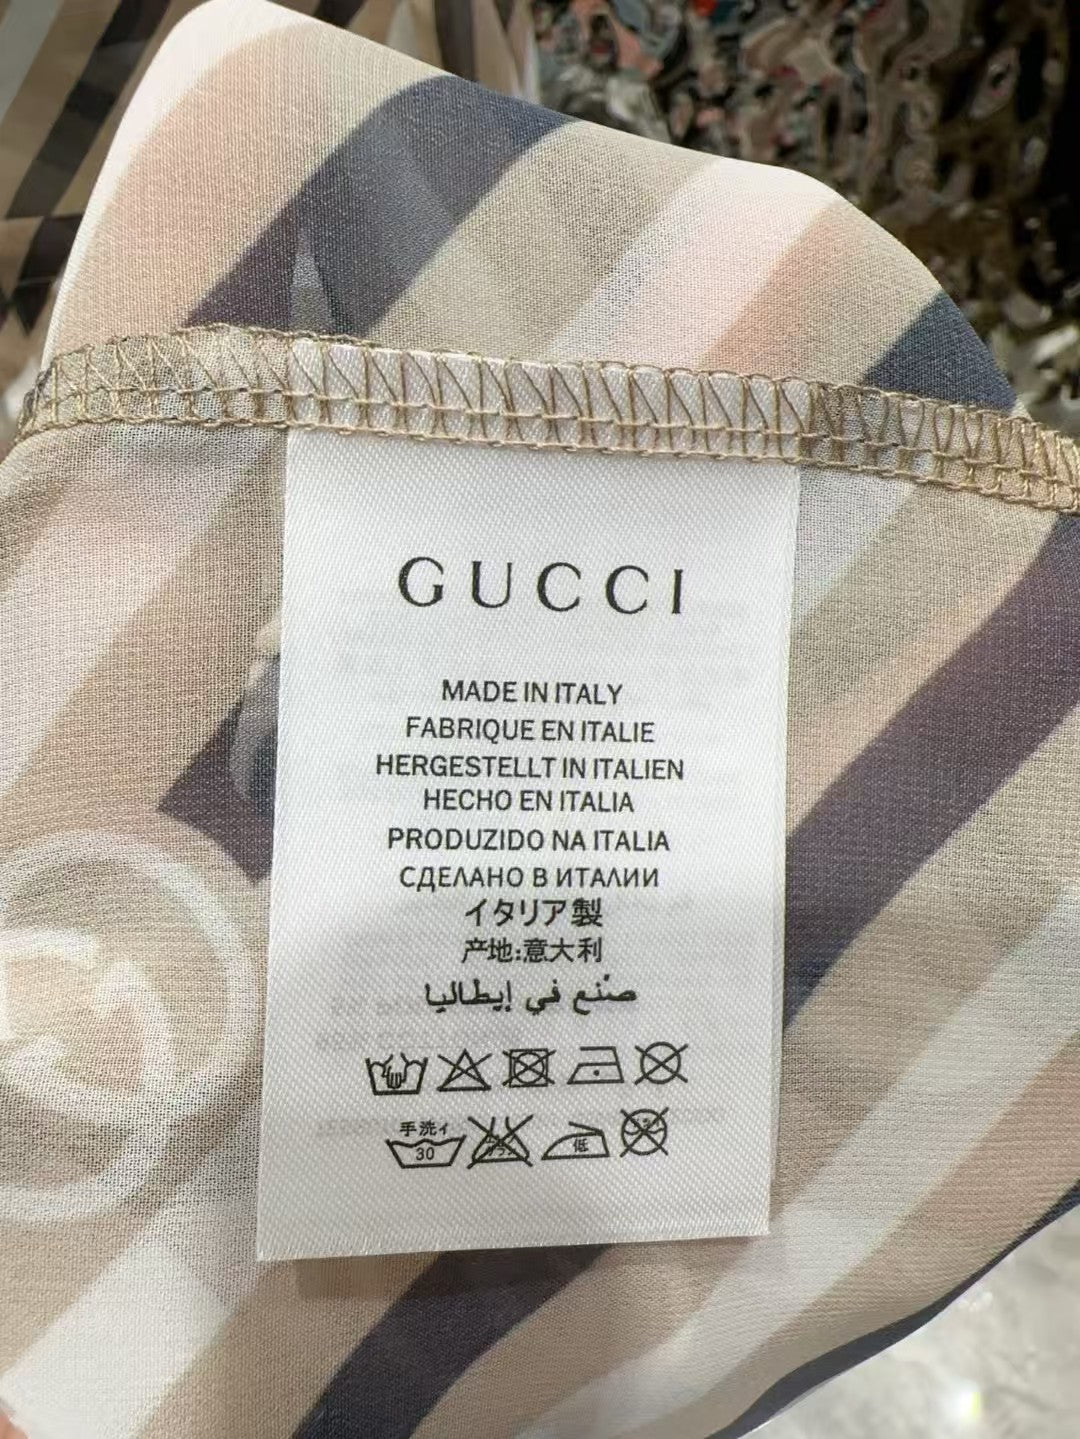 GUCCI
MADE IN ITALY
FABRIQUE EN ITALIE
HERGESTELLT IN ITALIEN
HECHO EN ITALIA
PRODUZIDO NA ITALIA
СДЕЛАНО В ИТАЛИИ
イタリア製
产地:意大利
صُنع في إيطاليا
手洗イ
30
低